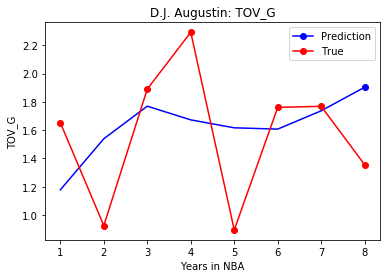 D.J. Augustin: TOV_G
Prediction
True
TOV_G
2.2
2.0
1.8
1.6
1.4
1.2
1.0
1 2 3 4 5 6 7 8
Years in NBA